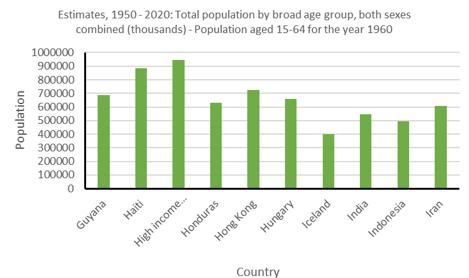 Estimates, 1950 - 2020: Total population by broad age group, both sexes
combined (thousands) - Population aged 15-64 for the year 1960
1000000
900000
800000
700000
600000
500000
400000
300000
200000
100000
0
Population
Guyana
Haiti
High income...
Honduras
Hong Kong
Hungary
Iceland
India
Indonesia
Iran
Country